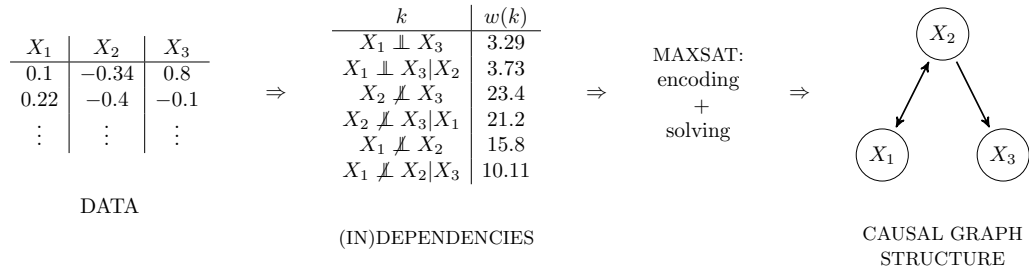 X₁ X₂ X₃
0.1 −0.34 0.8
0.22 −0.4 −0.1
⋮ ⋮ ⋮
DATA
⇒
k w(k)
X₁ ⫫ X₃ 3.29
X₁ ⫫ X₃|X₂ 3.73
X₂ ⫫̸ X₃ 23.4
X₂ ⫫̸ X₃|X₁ 21.2
X₁ ⫫̸ X₂ 15.8
X₁ ⫫̸ X₂|X₃ 10.11
(IN)DEPENDENCIES
⇒
MAXSAT:
encoding
+
solving
⇒
X₂
X₁ X₃
CAUSAL GRAPH
STRUCTURE